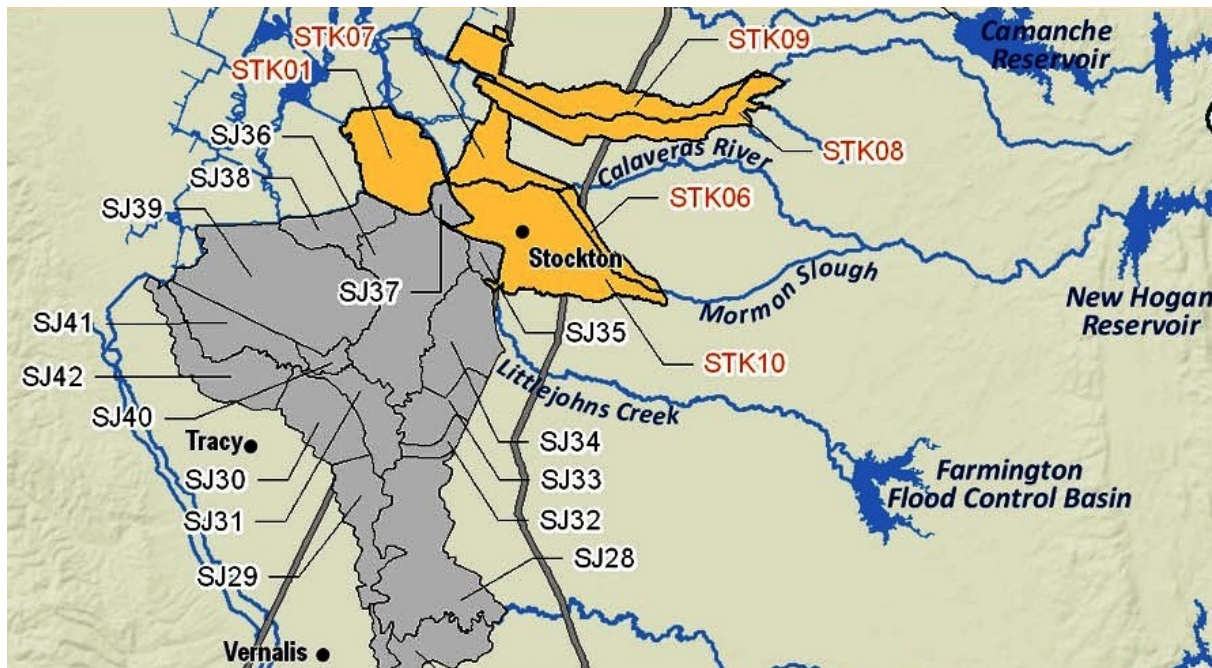 STK07
STK09
Camanche
Reservoir
STK01
SJ36
STK08
Calaveras River
SJ38
STK06
SJ39
Stockton
Mormon Slough
SJ37
New Hogan
Reservoir
SJ41
SJ35
STK10
SJ42
Littlejohns Creek
SJ40
Tracy
SJ34
SJ30
SJ33
Farmington
Flood Control Basin
SJ31
SJ32
SJ28
SJ29
Vernalis